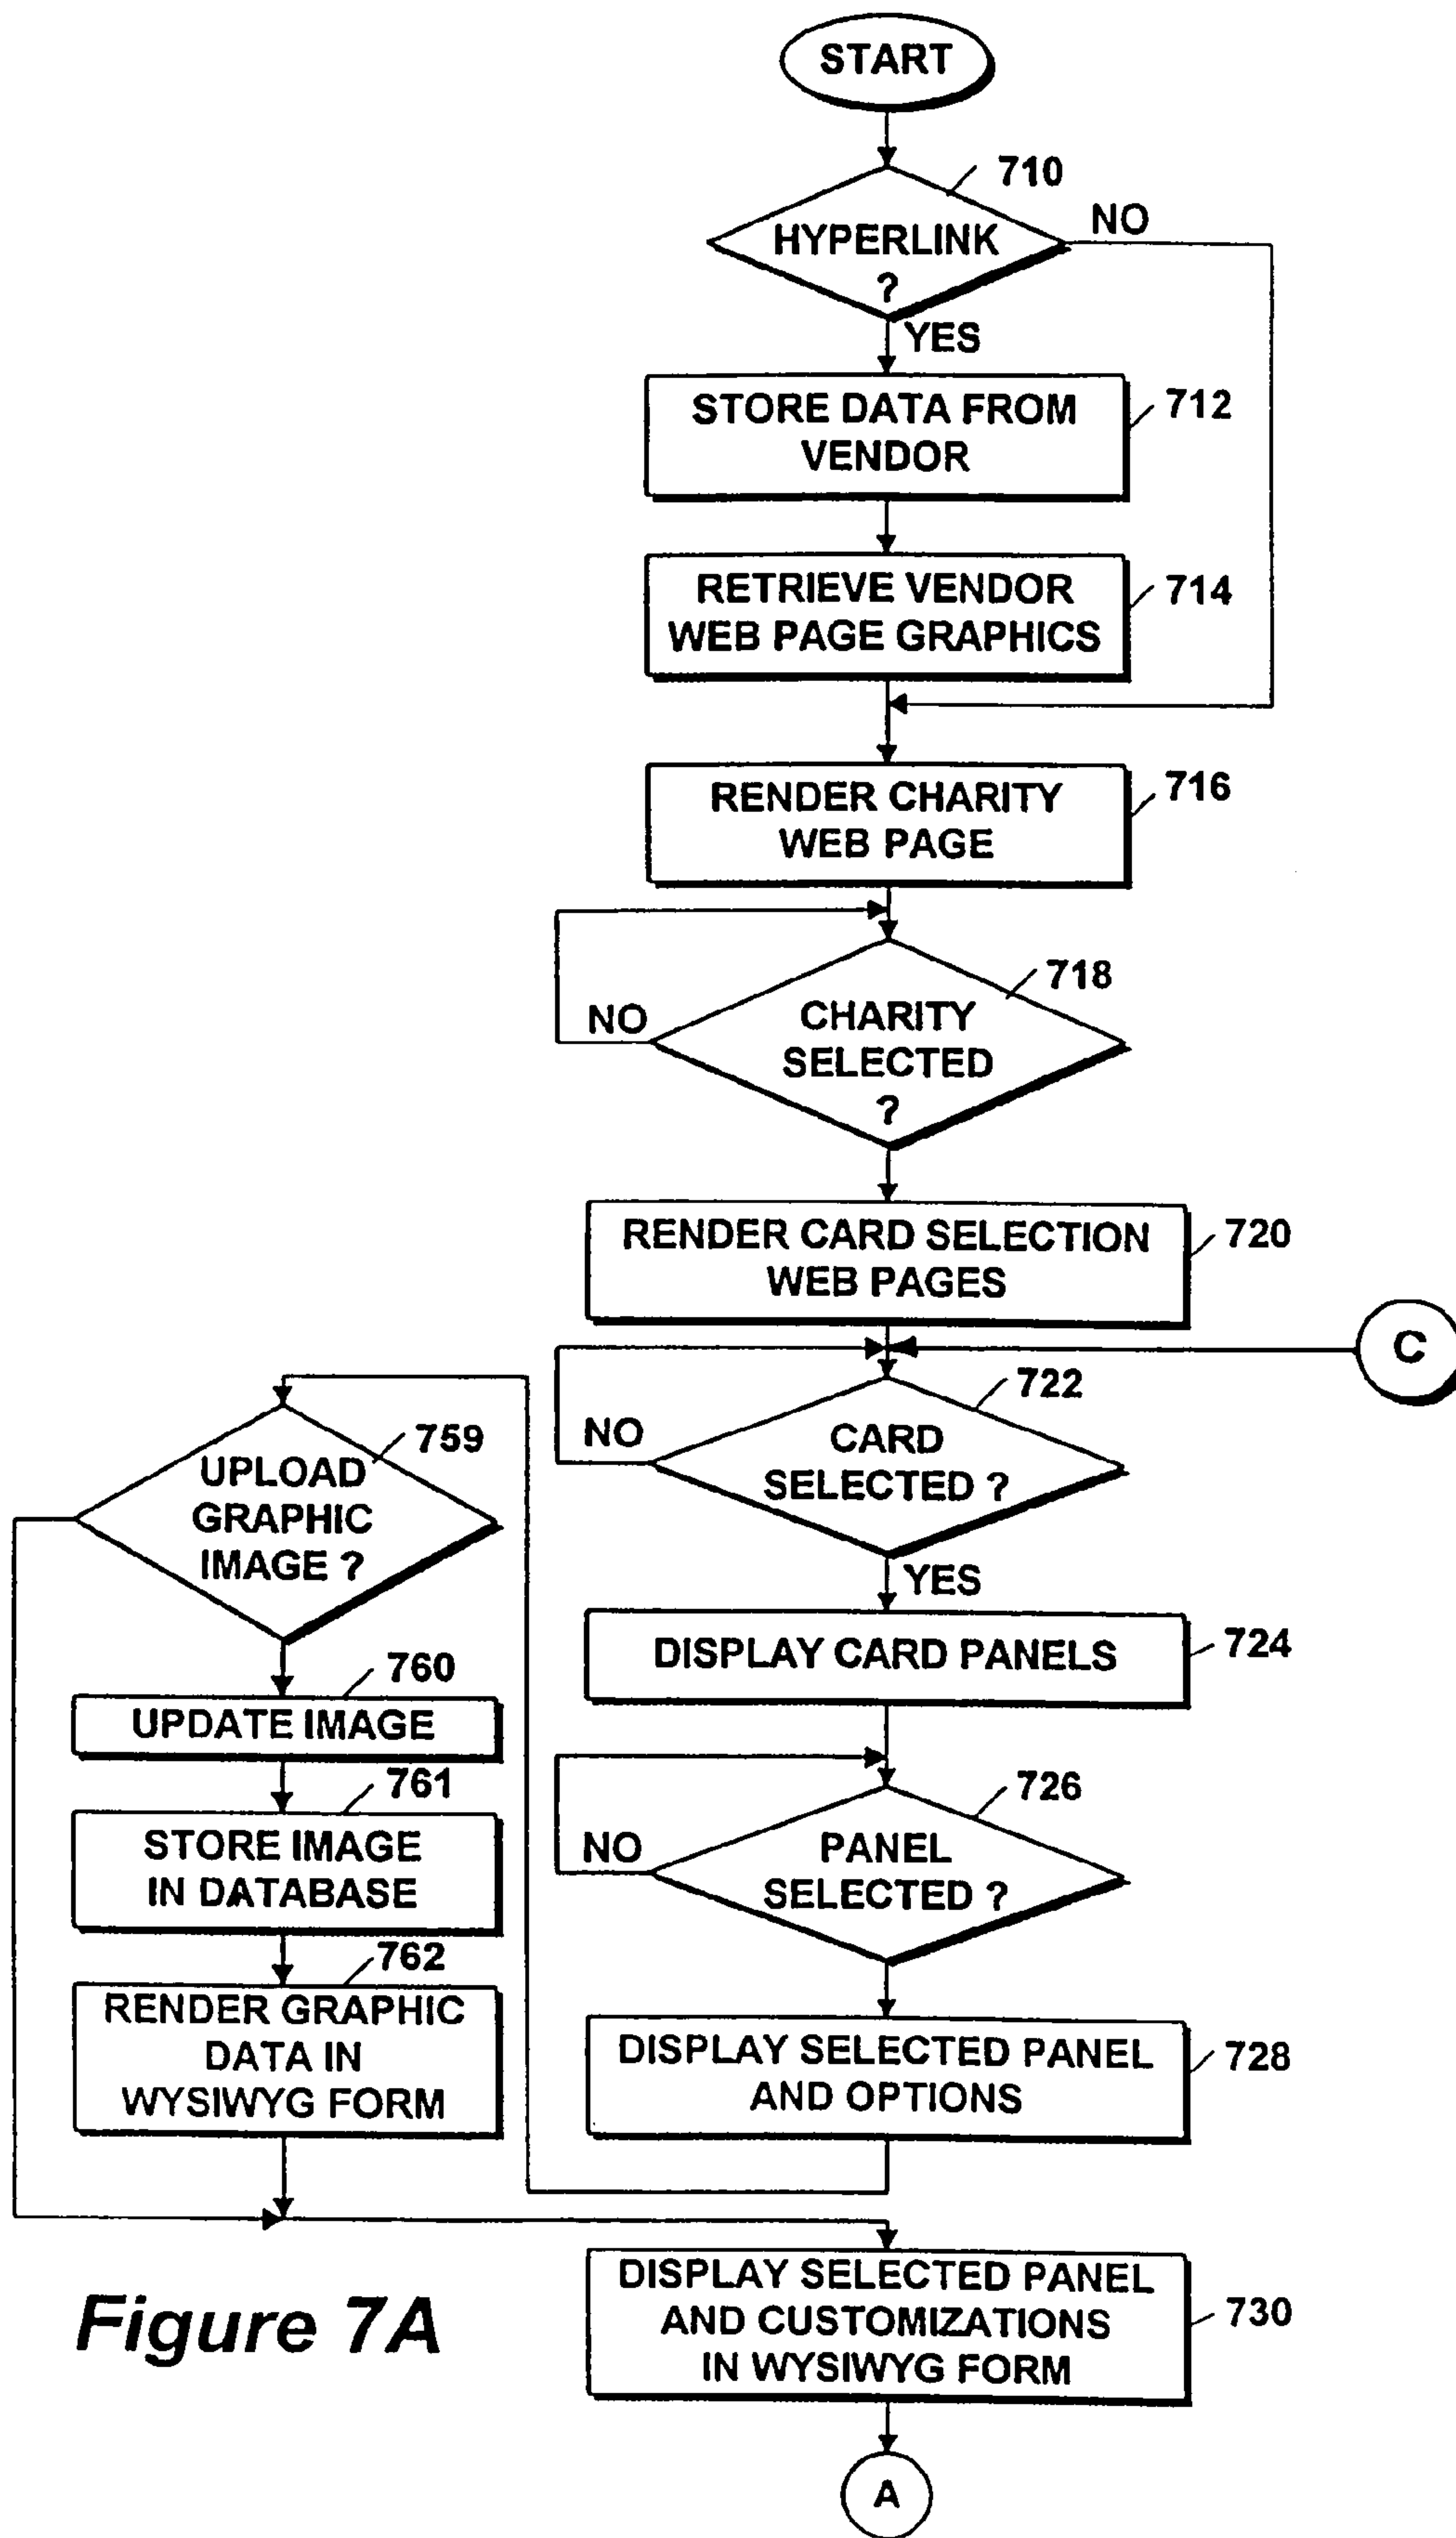 START
710
HYPERLINK
?
NO
YES
STORE DATA FROM
VENDOR
712
RETRIEVE VENDOR
WEB PAGE GRAPHICS
714
RENDER CHARITY
WEB PAGE
716
718
CHARITY
SELECTED
?
NO
RENDER CARD SELECTION
WEB PAGES
720
C
722
CARD
SELECTED ?
NO
YES
DISPLAY CARD PANELS
724
726
PANEL
SELECTED ?
NO
DISPLAY SELECTED PANEL
AND OPTIONS
728
759
UPLOAD
GRAPHIC
IMAGE ?
760
UPDATE IMAGE
761
STORE IMAGE
IN DATABASE
762
RENDER GRAPHIC
DATA IN
WYSIWYG FORM
DISPLAY SELECTED PANEL
AND CUSTOMIZATIONS
IN WYSIWYG FORM
730
A
Figure 7A